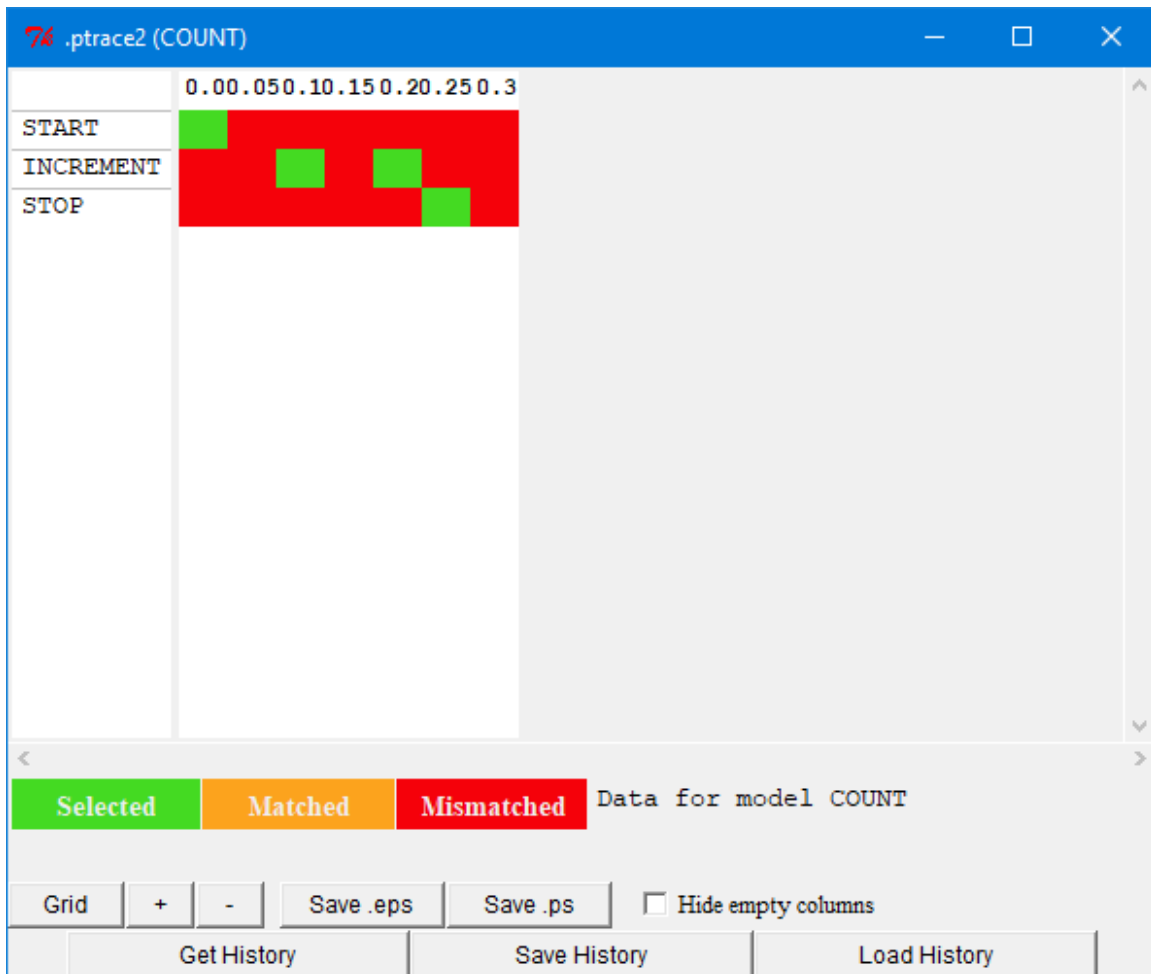 .ptrace2 (COUNT)
0.00.050.10.150.20.250.3
START
INCREMENT
STOP
Selected Matched Mismatched Data for model COUNT
Grid + - Save .eps Save .ps Hide empty columns
Get History Save History Load History